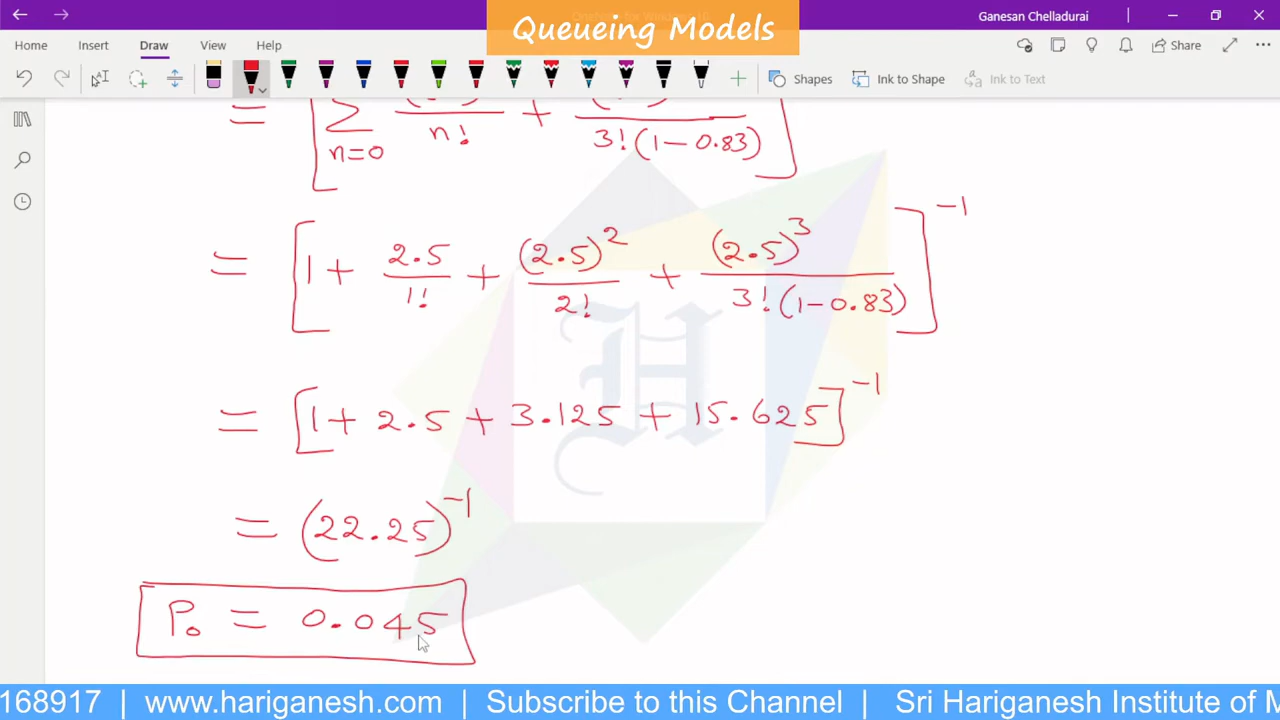 Queueing Models
Ganesan Chelladurai
Home Insert Draw View Help
Share
Shapes Ink to Shape Ink to Text
= [ ∑ n=0 / n! + / 3!(1-0.83) ]
= [ 1 + 2.5/1! + (2.5)^2/2! + (2.5)^3/3!(1-0.83) ]^-1
= [ 1 + 2.5 + 3.125 + 15.625 ]^-1
= (22.25)^-1
P₀ = 0.045
168917 | www.hariganesh.com | Subscribe to this Channel | Sri Hariganesh Institute of